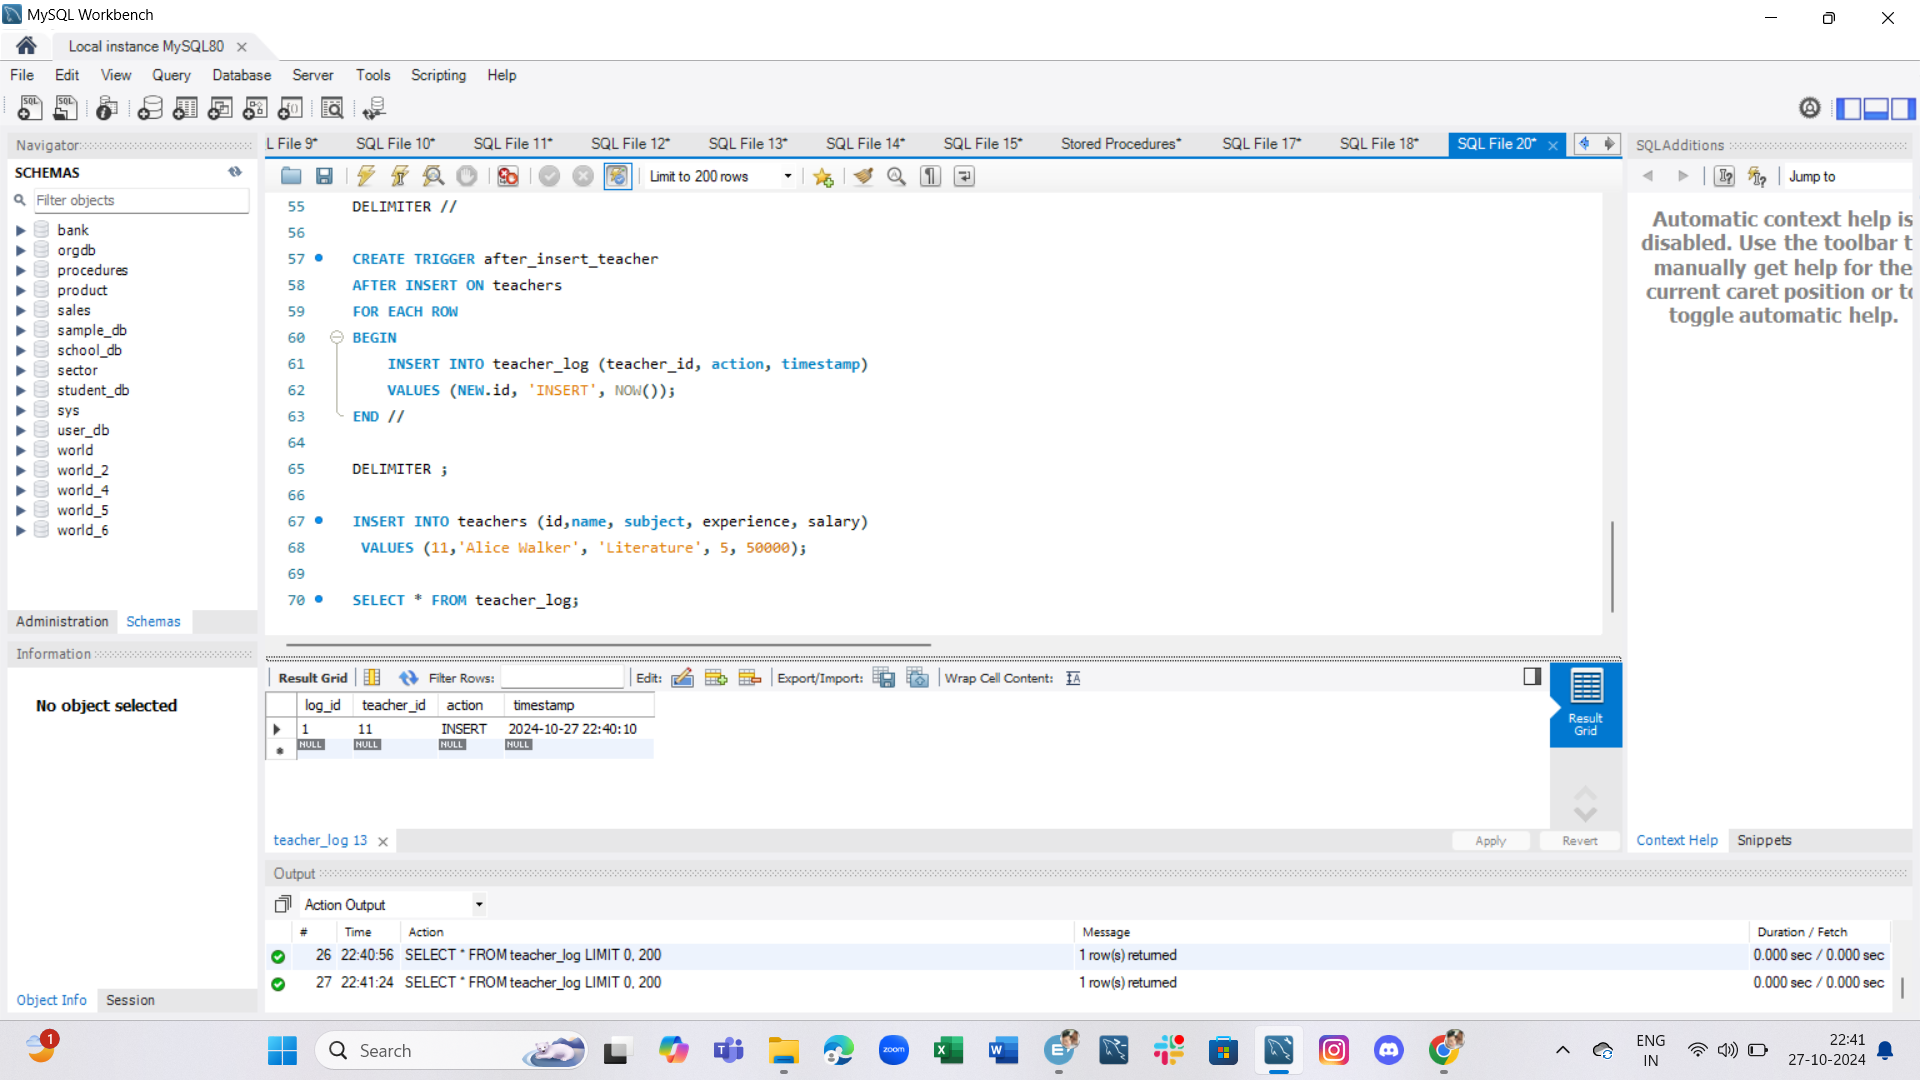 MySQL Workbench
Local instance MySQL80
File Edit View Query Database Server Tools Scripting Help
Navigator
SCHEMAS
Filter objects
bank
orgdb
procedures
product
sales
sample_db
school_db
sector
student_db
sys
user_db
world
world_2
world_4
world_5
world_6
Administration Schemas
Information
No object selected
Object Info Session
L File 9* SQL File 10* SQL File 11* SQL File 12* SQL File 13* SQL File 14* SQL File 15* Stored Procedures* SQL File 17* SQL File 18* SQL File 20*
Limit to 200 rows
55 DELIMITER //
56
57 CREATE TRIGGER after_insert_teacher
58 AFTER INSERT ON teachers
59 FOR EACH ROW
60 BEGIN
61 INSERT INTO teacher_log (teacher_id, action, timestamp)
62 VALUES (NEW.id, 'INSERT', NOW());
63 END //
64
65 DELIMITER ;
66
67 INSERT INTO teachers (id,name, subject, experience, salary)
68 VALUES (11,'Alice Walker', 'Literature', 5, 50000);
69
70 SELECT * FROM teacher_log;
Result Grid Filter Rows: Edit: Export/Import: Wrap Cell Content:
log_id teacher_id action timestamp
1 11 INSERT 2024-10-27 22:40:10
NULL NULL NULL NULL
Result
Grid
teacher_log 13
Apply Revert
SQLAdditions
Jump to
Automatic context help is
disabled. Use the toolbar t
manually get help for the
current caret position or to
toggle automatic help.
Context Help Snippets
Output
Action Output
# Time Action Message Duration / Fetch
26 22:40:56 SELECT * FROM teacher_log LIMIT 0, 200 1 row(s) returned 0.000 sec / 0.000 sec
27 22:41:24 SELECT * FROM teacher_log LIMIT 0, 200 1 row(s) returned 0.000 sec / 0.000 sec
1
Search
zoom
ENG
IN
22:41
27-10-2024